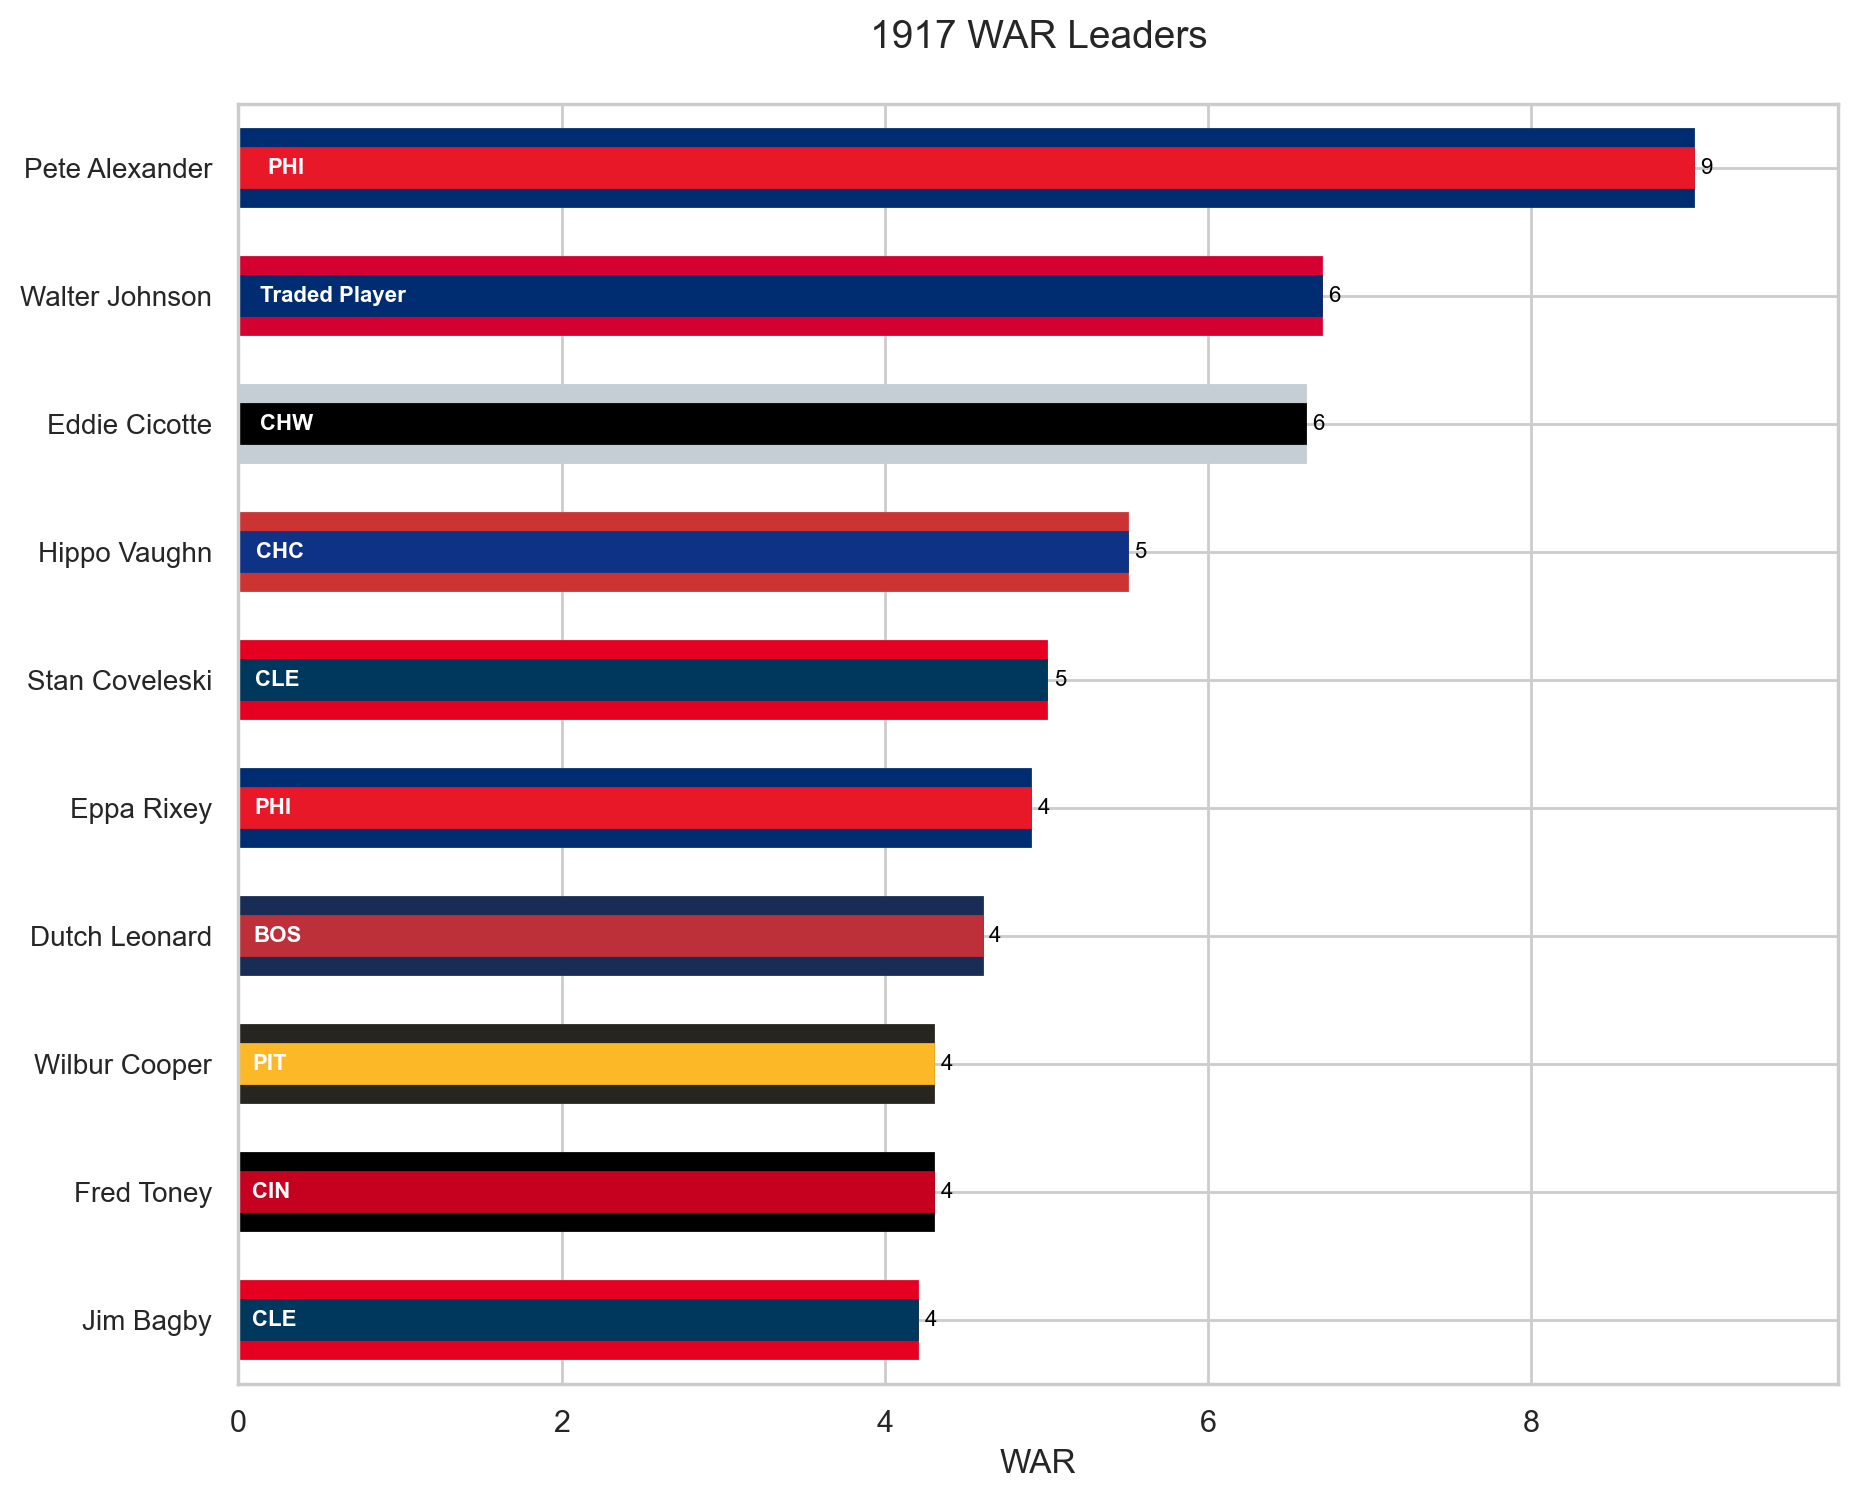 1917 WAR Leaders
Pete Alexander PHI 9
Walter Johnson Traded Player 6
Eddie Cicotte CHW 6
Hippo Vaughn CHC 5
Stan Coveleski CLE 5
Eppa Rixey PHI 4
Dutch Leonard BOS 4
Wilbur Cooper PIT 4
Fred Toney CIN 4
Jim Bagby CLE 4
0 2 4 6 8
WAR